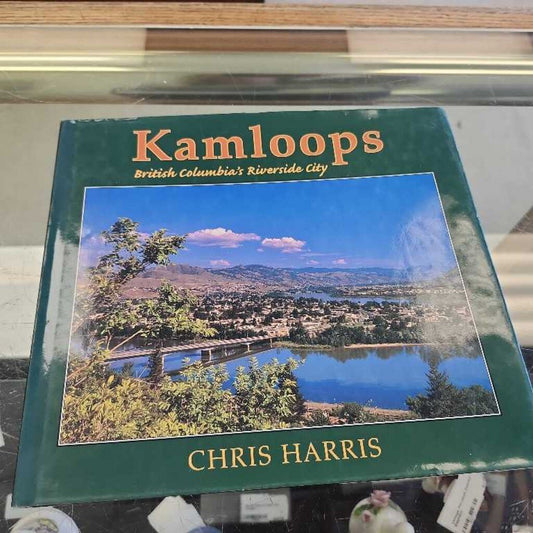 Kamloops
British Columbia's Riverside City
CHRIS HARRIS